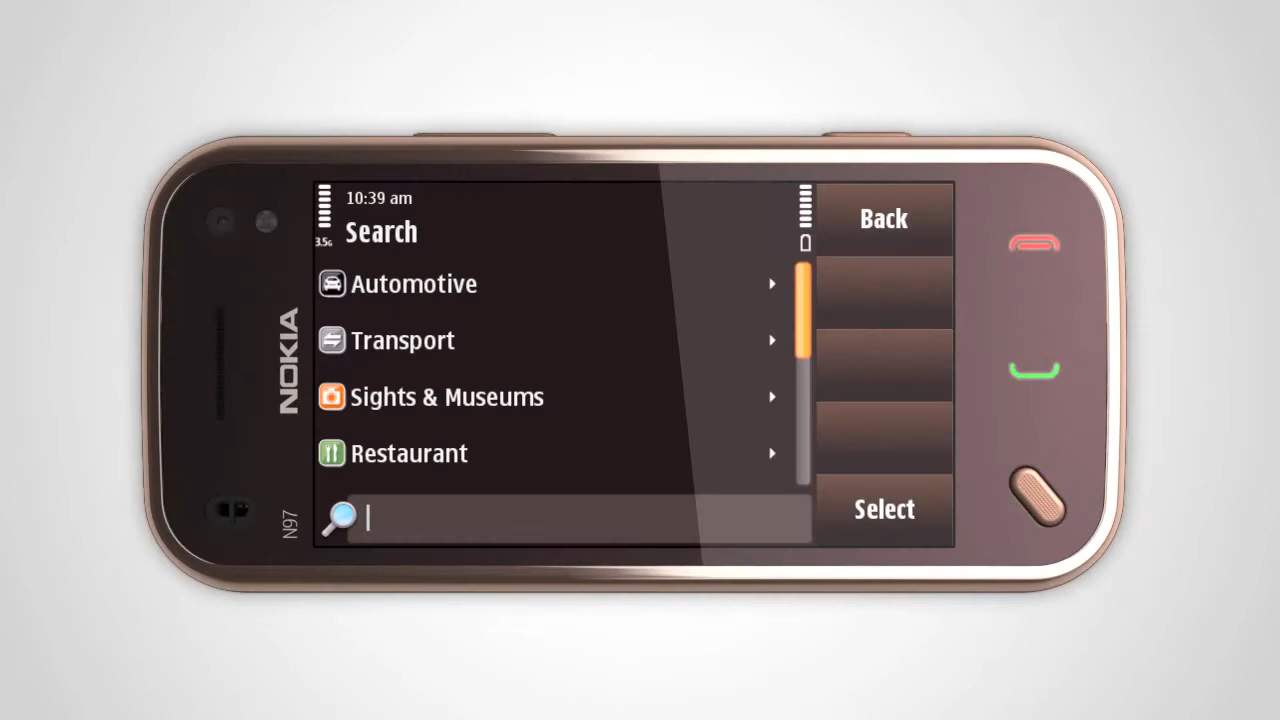 10:39 am
3.5G
Search
Back
Automotive
Transport
Sights & Museums
Restaurant
Select
NOKIA
N97